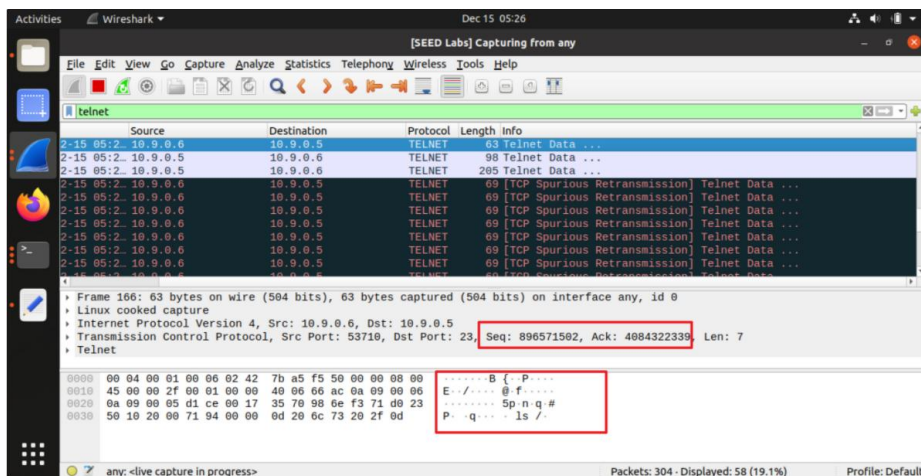 Activities Wireshark Dec 15 05:26
[SEED Labs] Capturing from any
File Edit View Go Capture Analyze Statistics Telephony Wireless Tools Help
telnet
Source Destination Protocol Length Info
2-15 05:2… 10.9.0.6 10.9.0.5 TELNET 63 Telnet Data ...
2-15 05:2… 10.9.0.5 10.9.0.6 TELNET 98 Telnet Data ...
2-15 05:2… 10.9.0.5 10.9.0.6 TELNET 205 Telnet Data ...
2-15 05:2… 10.9.0.6 10.9.0.5 TELNET 69 [TCP Spurious Retransmission] Telnet Data ...
2-15 05:2… 10.9.0.6 10.9.0.5 TELNET 69 [TCP Spurious Retransmission] Telnet Data ...
2-15 05:2… 10.9.0.6 10.9.0.5 TELNET 69 [TCP Spurious Retransmission] Telnet Data ...
2-15 05:2… 10.9.0.6 10.9.0.5 TELNET 69 [TCP Spurious Retransmission] Telnet Data ...
2-15 05:2… 10.9.0.6 10.9.0.5 TELNET 69 [TCP Spurious Retransmission] Telnet Data ...
2-15 05:2… 10.9.0.6 10.9.0.5 TELNET 69 [TCP Spurious Retransmission] Telnet Data ...
2-15 05:2… 10.9.0.6 10.9.0.5 TELNET 69 [TCP Spurious Retransmission] Telnet Data ...
Frame 166: 63 bytes on wire (504 bits), 63 bytes captured (504 bits) on interface any, id 0
Linux cooked capture
Internet Protocol Version 4, Src: 10.9.0.6, Dst: 10.9.0.5
Transmission Control Protocol, Src Port: 53710, Dst Port: 23, Seq: 896571502, Ack: 4084322339, Len: 7
Telnet
0000 00 04 00 01 00 06 02 42 7b a5 f5 50 00 00 08 00 ·······B {··P····
0010 45 00 00 2f 00 01 00 00 40 06 66 ac 0a 09 00 06 E··/···· @·f·····
0020 0a 09 00 05 d1 ce 00 17 35 70 98 6e f3 71 d0 23 ········ 5p·n·q·#
0030 50 10 20 00 71 94 00 00 0d 20 6c 73 20 2f 0d P· ·q··· · ls /·
any: <live capture in progress> Packets: 304 · Displayed: 58 (19.1%) Profile: Default